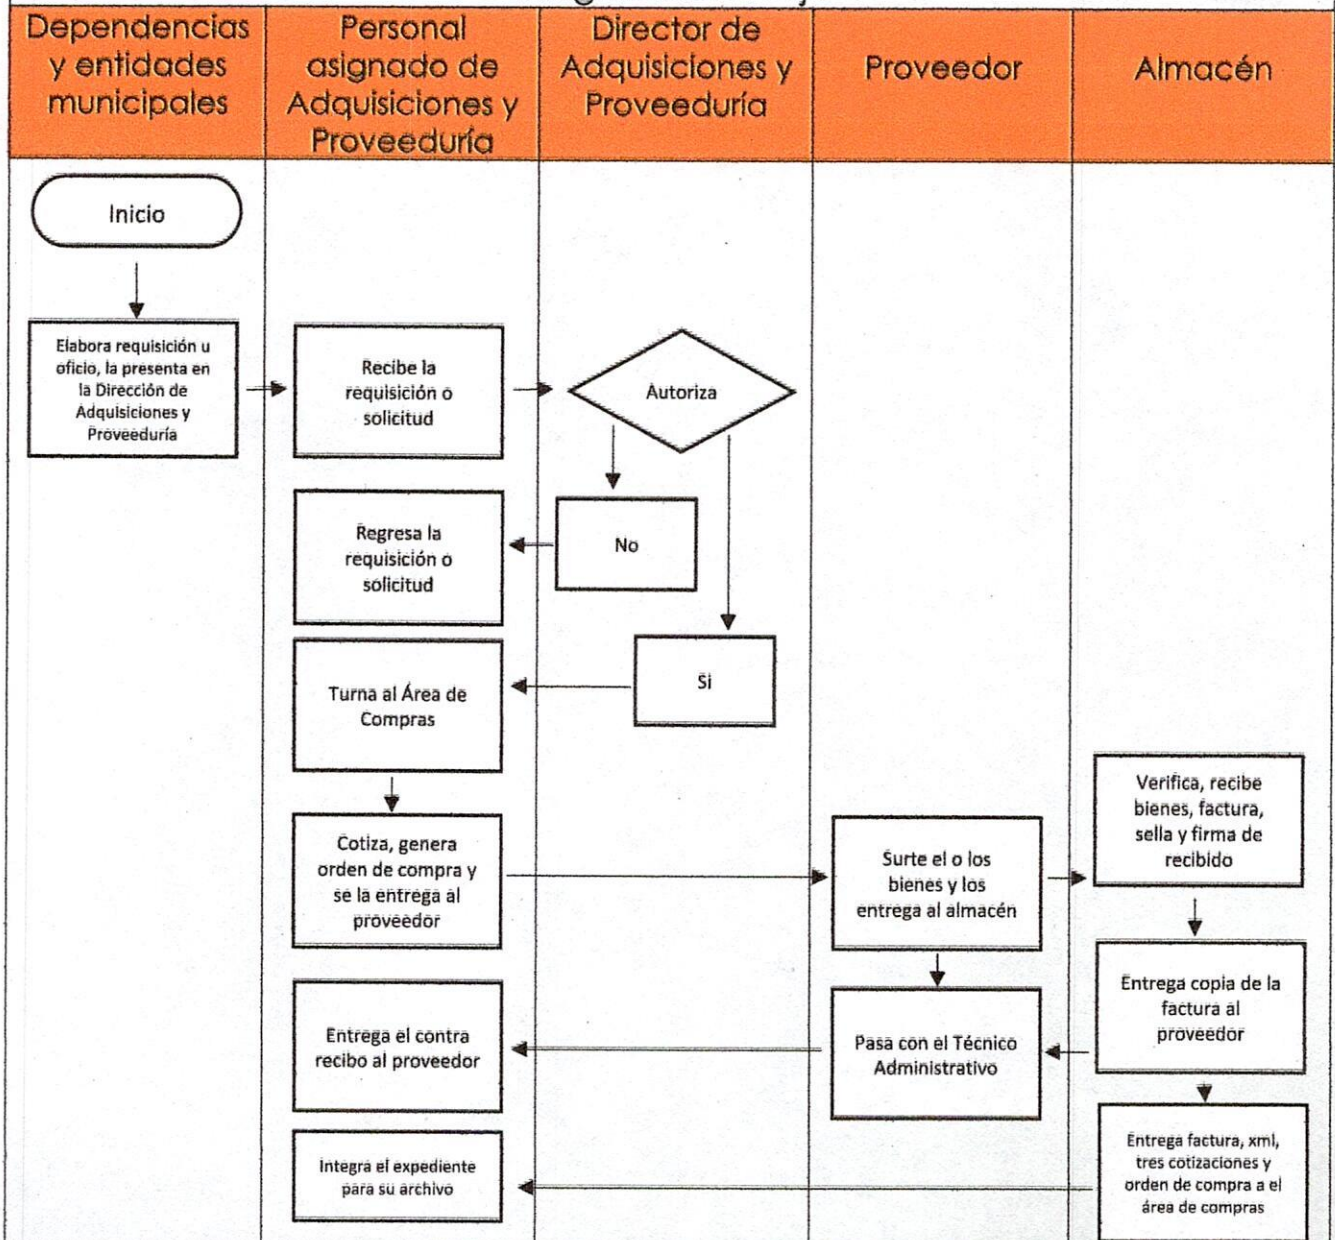 Dependencias
y entidades
municipales
Personal
asignado de
Adquisiciones y
Proveeduría
Director de
Adquisiciones y
Proveeduría
Proveedor
Almacén
Inicio
Elabora requisición u
oficio, la presenta en
la Dirección de
Adquisiciones y
Proveeduría
Recibe la
requisición o
solicitud
Autoriza
Regresa la
requisición o
solicitud
No
Turna al Área de
Compras
Si
Cotiza, genera
orden de compra y
se la entrega al
proveedor
Surte el o los
bienes y los
entrega al almacén
Verifica, recibe
bienes, factura,
sella y firma de
recibido
Entrega copia de la
factura al
proveedor
Pasa con el Técnico
Administrativo
Entrega el contra
recibo al proveedor
Entrega factura, xml,
tres cotizaciones y
orden de compra a el
área de compras
Integra el expediente
para su archivo